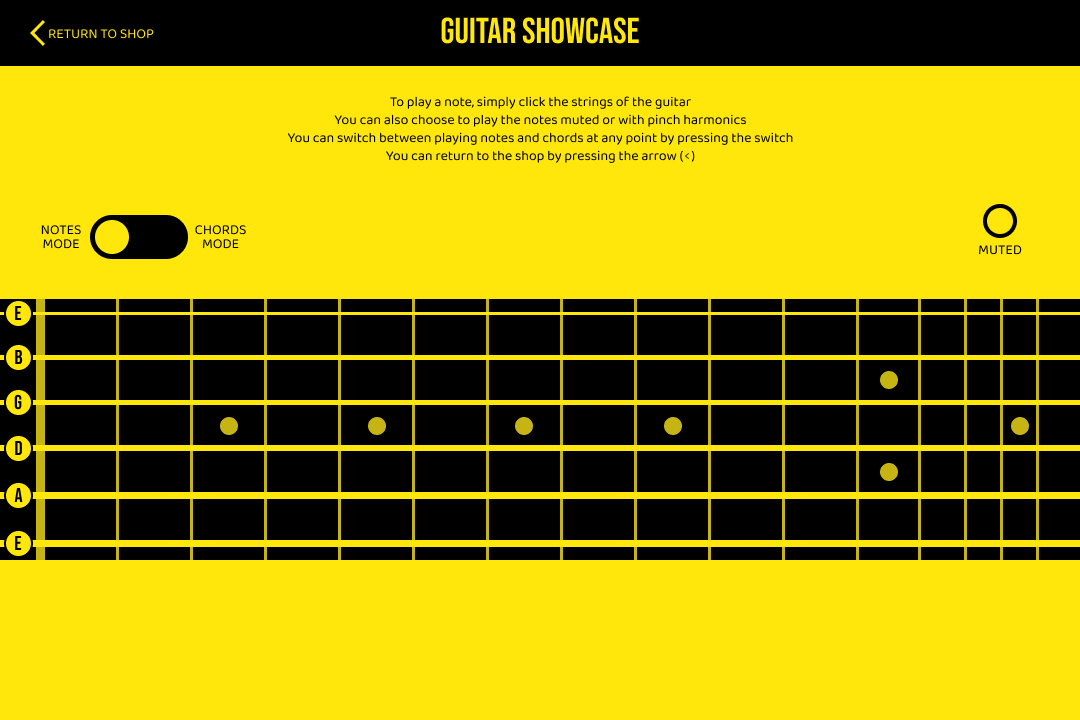 RETURN TO SHOP
GUITAR SHOWCASE
To play a note, simply click the strings of the guitar
You can also choose to play the notes muted or with pinch harmonics
You can switch between playing notes and chords at any point by pressing the switch
You can return to the shop by pressing the arrow (<)
NOTES
MODE
CHORDS
MODE
MUTED
E
B
G
D
A
E